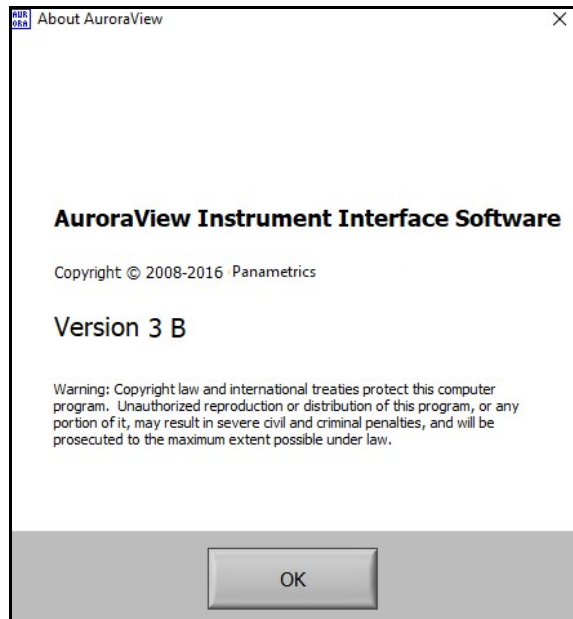 AUR
ORA
About AuroraView
AuroraView Instrument Interface Software
Copyright © 2008-2016 Panametrics
Version 3 B
Warning: Copyright law and international treaties protect this computer
program. Unauthorized reproduction or distribution of this program, or any
portion of it, may result in severe civil and criminal penalties, and will be
prosecuted to the maximum extent possible under law.
OK